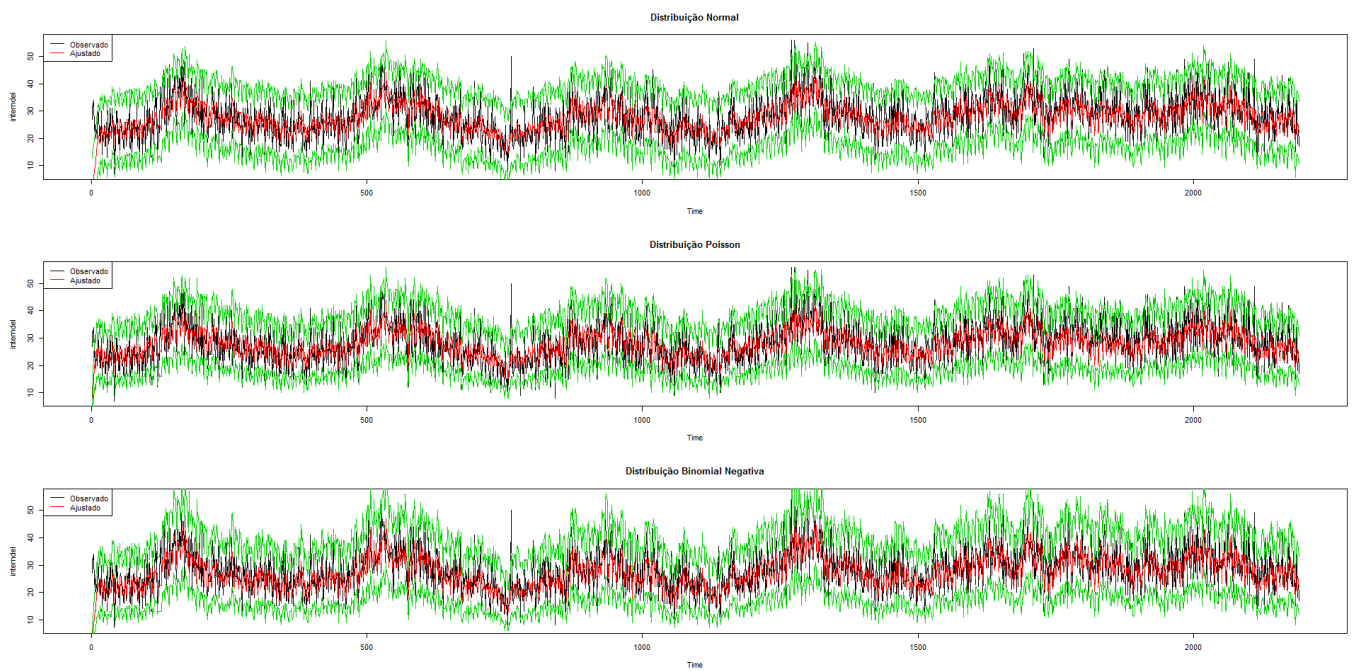 Distribuição Normal
Observado
Ajustado
interndel
10 20 30 40 50
0 500 1000 1500 2000
Time
Distribuição Poisson
Observado
Ajustado
interndel
10 20 30 40 50
0 500 1000 1500 2000
Time
Distribuição Binomial Negativa
Observado
Ajustado
interndel
10 20 30 40 50
0 500 1000 1500 2000
Time